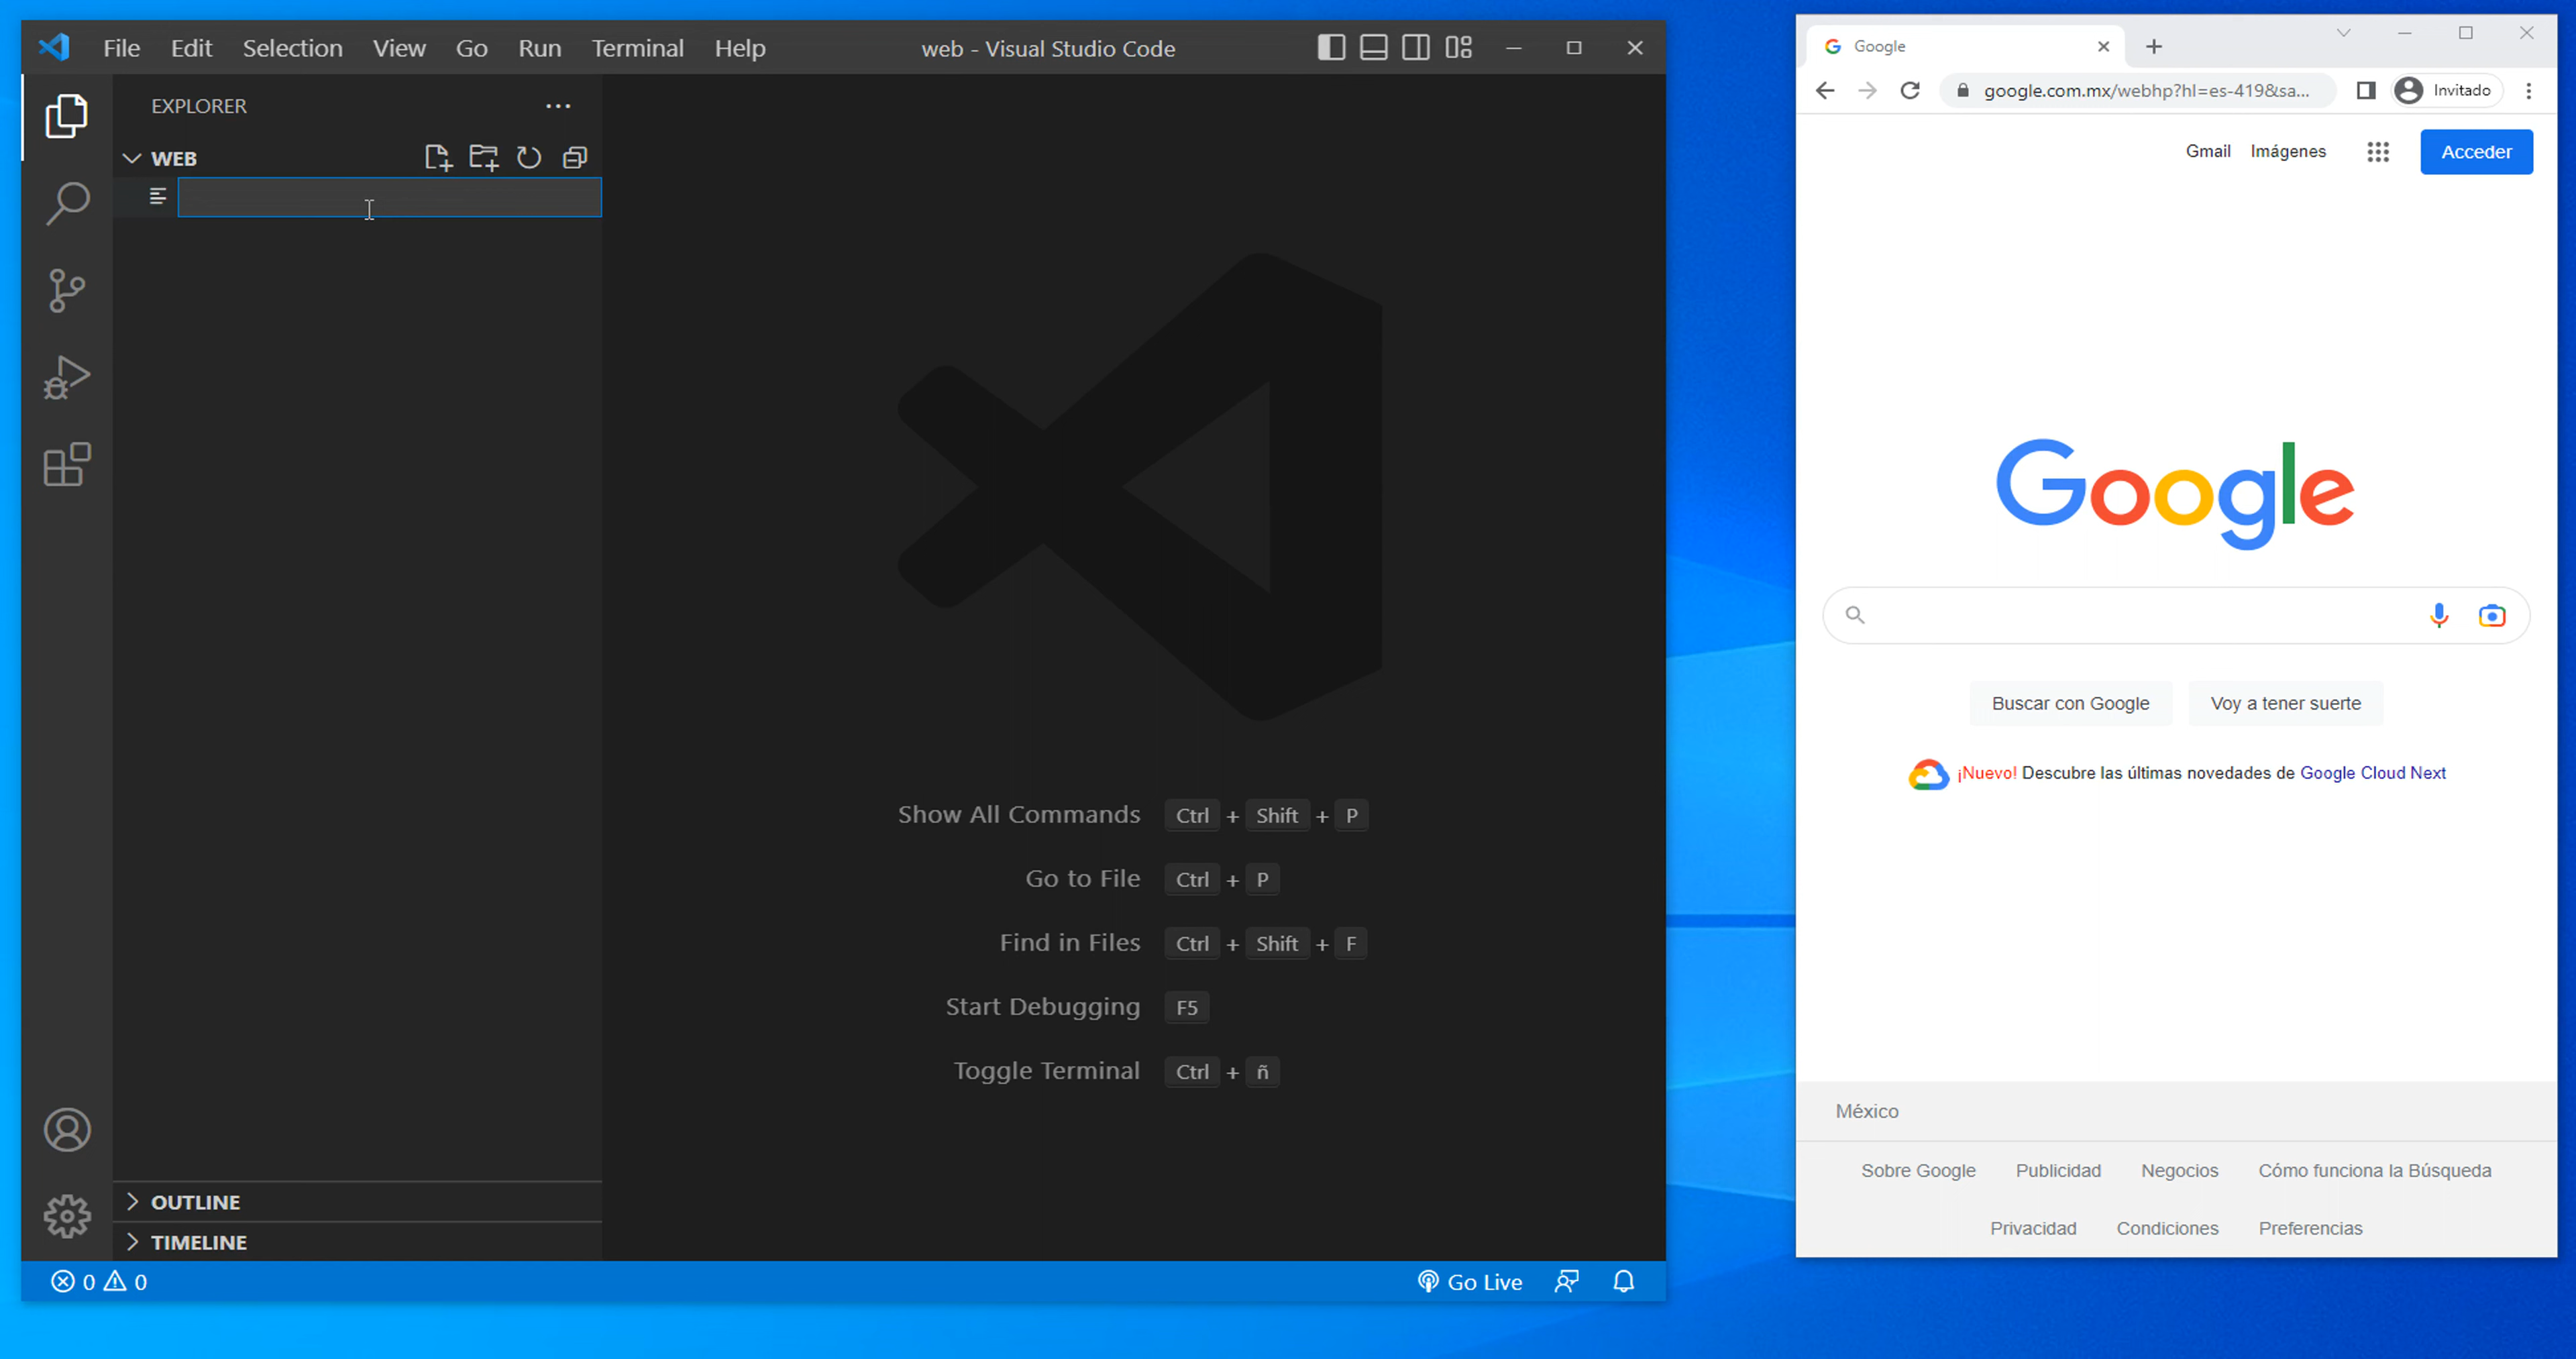 File Edit Selection View Go Run Terminal Help
web - Visual Studio Code
EXPLORER
WEB
Show All Commands Ctrl + Shift + P
Go to File Ctrl + P
Find in Files Ctrl + Shift + F
Start Debugging F5
Toggle Terminal Ctrl + ñ
OUTLINE
TIMELINE
0 0
Go Live
Google
google.com.mx/webhp?hl=es-419&sa...
Invitado
Gmail Imágenes
Acceder
Google
Buscar con Google Voy a tener suerte
¡Nuevo! Descubre las últimas novedades de Google Cloud Next
México
Sobre Google Publicidad Negocios Cómo funciona la Búsqueda
Privacidad Condiciones Preferencias